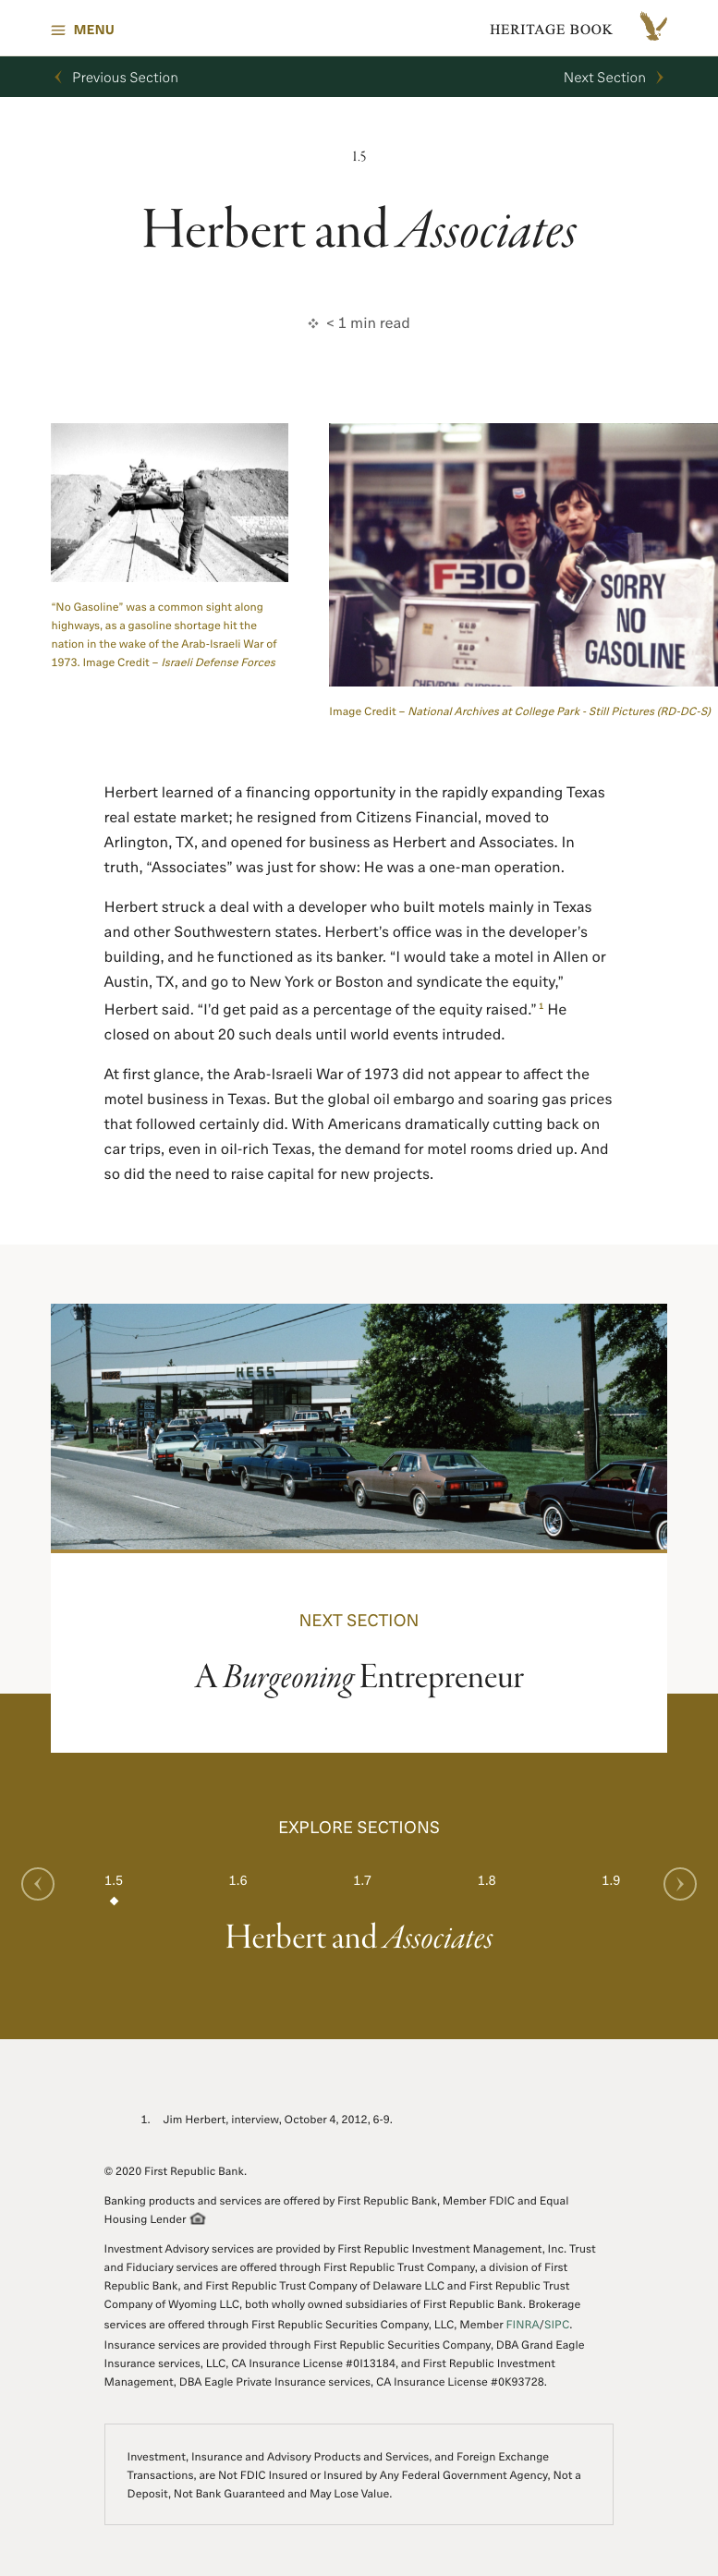 MENU
HERITAGE BOOK
Previous Section
Next Section
1.5
Herbert and Associates
< 1 min read
F310
SORRY
NO
GASOLINE
CHEVRON SUPREME
“No Gasoline” was a common sight along
highways, as a gasoline shortage hit the
nation in the wake of the Arab-Israeli War of
1973. Image Credit – Israeli Defense Forces
Image Credit – National Archives at College Park - Still Pictures (RD-DC-S)
Herbert learned of a financing opportunity in the rapidly expanding Texas
real estate market; he resigned from Citizens Financial, moved to
Arlington, TX, and opened for business as Herbert and Associates. In
truth, “Associates” was just for show: He was a one-man operation.
Herbert struck a deal with a developer who built motels mainly in Texas
and other Southwestern states. Herbert’s office was in the developer’s
building, and he functioned as its banker. “I would take a motel in Allen or
Austin, TX, and go to New York or Boston and syndicate the equity,”
Herbert said. “I’d get paid as a percentage of the equity raised.” 1 He
closed on about 20 such deals until world events intruded.
At first glance, the Arab-Israeli War of 1973 did not appear to affect the
motel business in Texas. But the global oil embargo and soaring gas prices
that followed certainly did. With Americans dramatically cutting back on
car trips, even in oil-rich Texas, the demand for motel rooms dried up. And
so did the need to raise capital for new projects.
HESS
NEXT SECTION
A Burgeoning Entrepreneur
EXPLORE SECTIONS
1.5 1.6 1.7 1.8 1.9
Herbert and Associates
1. Jim Herbert, interview, October 4, 2012, 6-9.
© 2020 First Republic Bank.
Banking products and services are offered by First Republic Bank, Member FDIC and Equal
Housing Lender
Investment Advisory services are provided by First Republic Investment Management, Inc. Trust
and Fiduciary services are offered through First Republic Trust Company, a division of First
Republic Bank, and First Republic Trust Company of Delaware LLC and First Republic Trust
Company of Wyoming LLC, both wholly owned subsidiaries of First Republic Bank. Brokerage
services are offered through First Republic Securities Company, LLC, Member FINRA/SIPC.
Insurance services are provided through First Republic Securities Company, DBA Grand Eagle
Insurance services, LLC, CA Insurance License #0I13184, and First Republic Investment
Management, DBA Eagle Private Insurance services, CA Insurance License #0K93728.
Investment, Insurance and Advisory Products and Services, and Foreign Exchange
Transactions, are Not FDIC Insured or Insured by Any Federal Government Agency, Not a
Deposit, Not Bank Guaranteed and May Lose Value.